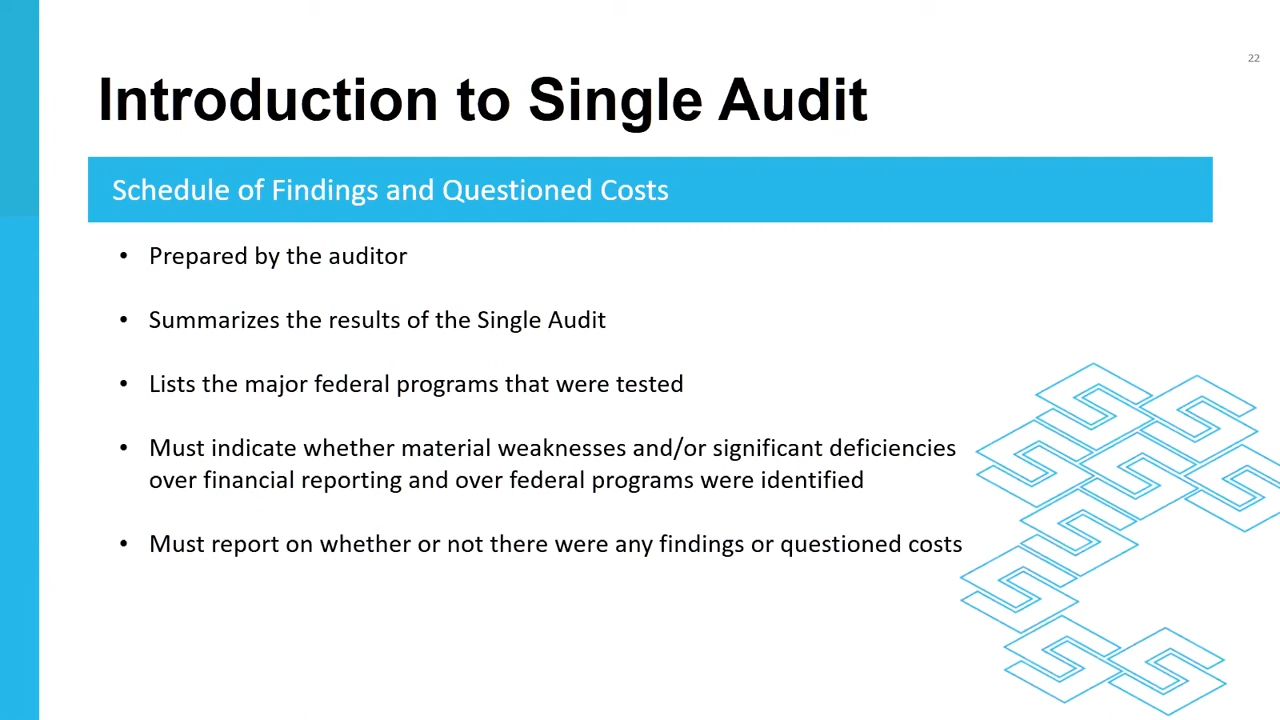 22
Introduction to Single Audit
Schedule of Findings and Questioned Costs
• Prepared by the auditor
• Summarizes the results of the Single Audit
• Lists the major federal programs that were tested
• Must indicate whether material weaknesses and/or significant deficiencies
over financial reporting and over federal programs were identified
• Must report on whether or not there were any findings or questioned costs